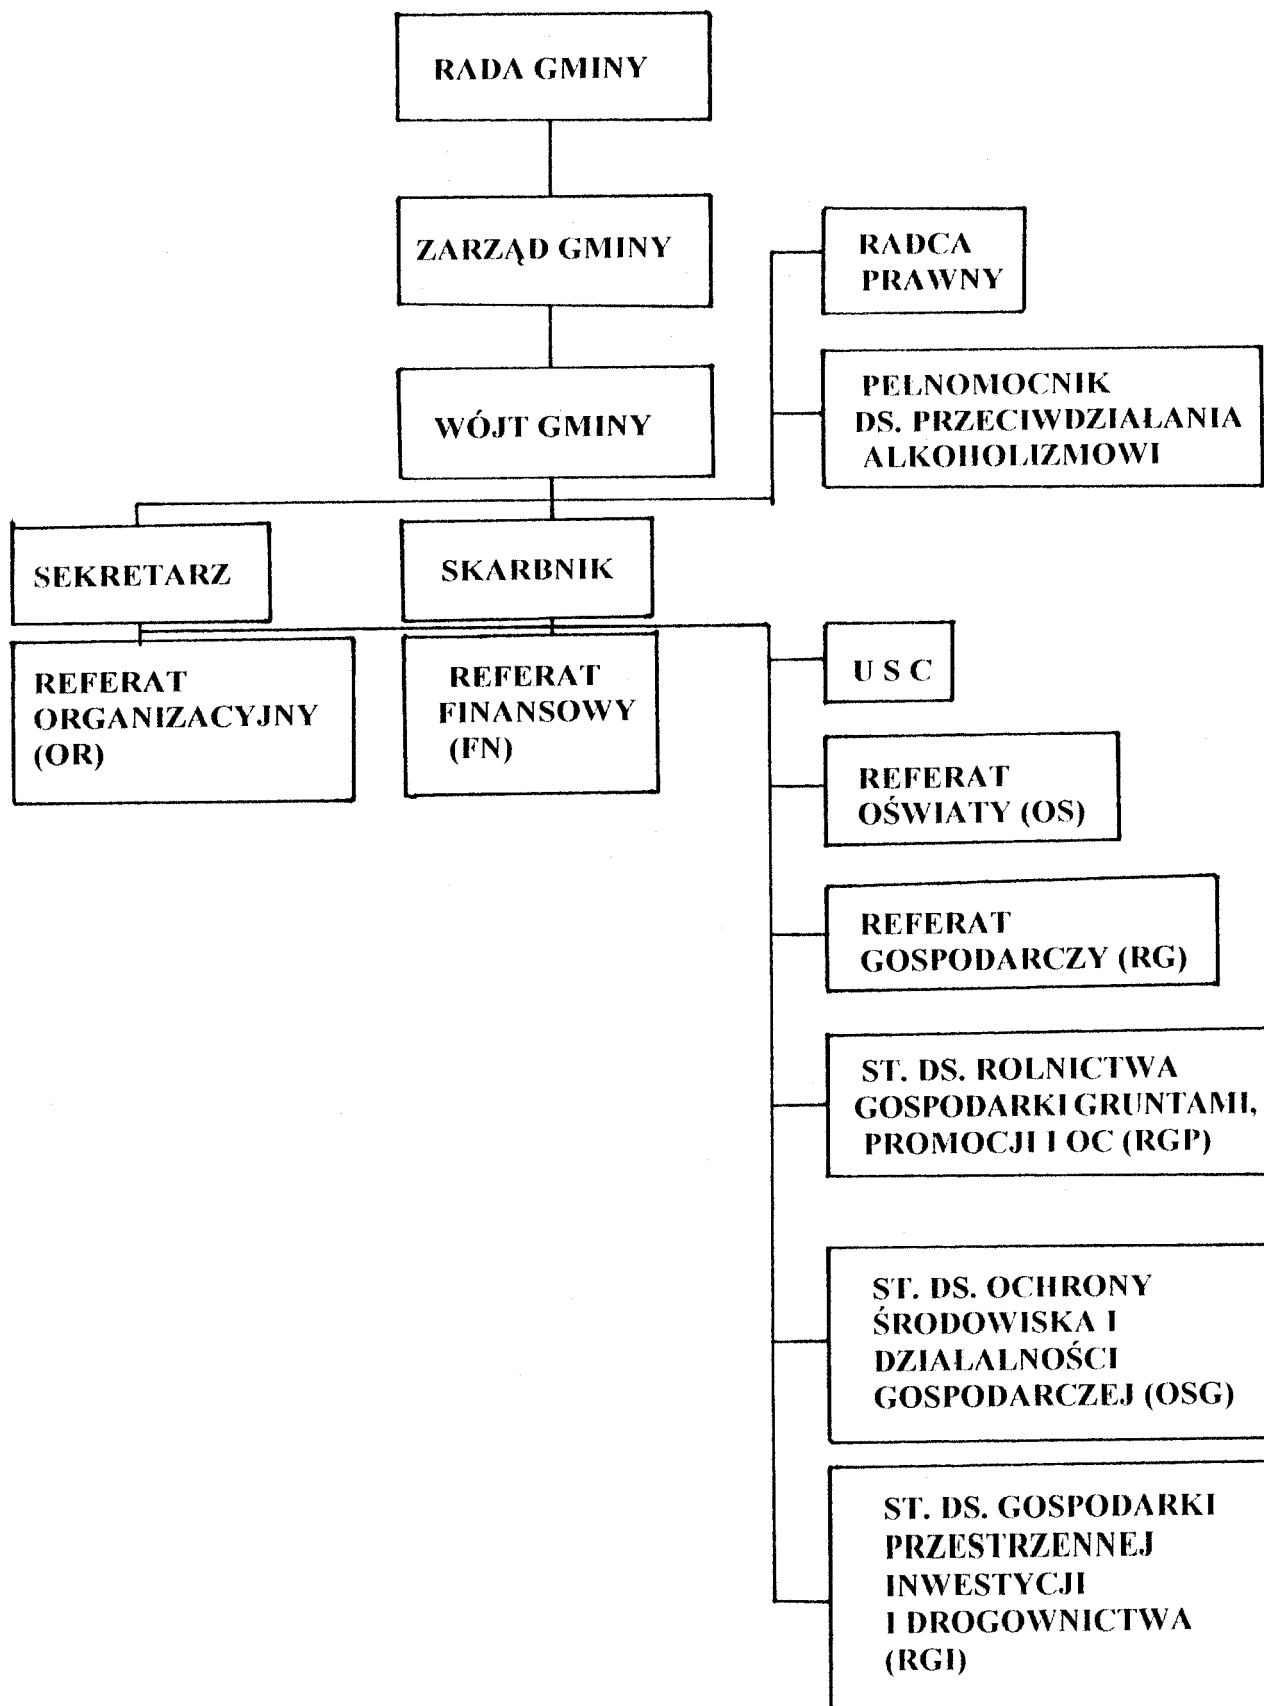 RADA GMINY
ZARZĄD GMINY
RADCA
PRAWNY
WÓJT GMINY
PEŁNOMOCNIK
DS. PRZECIWDZIAŁANIA
ALKOHOLIZMOWI
SEKRETARZ
SKARBNIK
REFERAT
ORGANIZACYJNY
(OR)
REFERAT
FINANSOWY
(FN)
U S C
REFERAT
OŚWIATY (OS)
REFERAT
GOSPODARCZY (RG)
ST. DS. ROLNICTWA
GOSPODARKI GRUNTAMI,
PROMOCJI I OC (RGP)
ST. DS. OCHRONY
ŚRODOWISKA I
DZIAŁALNOŚCI
GOSPODARCZEJ (OSG)
ST. DS. GOSPODARKI
PRZESTRZENNEJ
INWESTYCJI
I DROGOWNICTWA
(RGI)